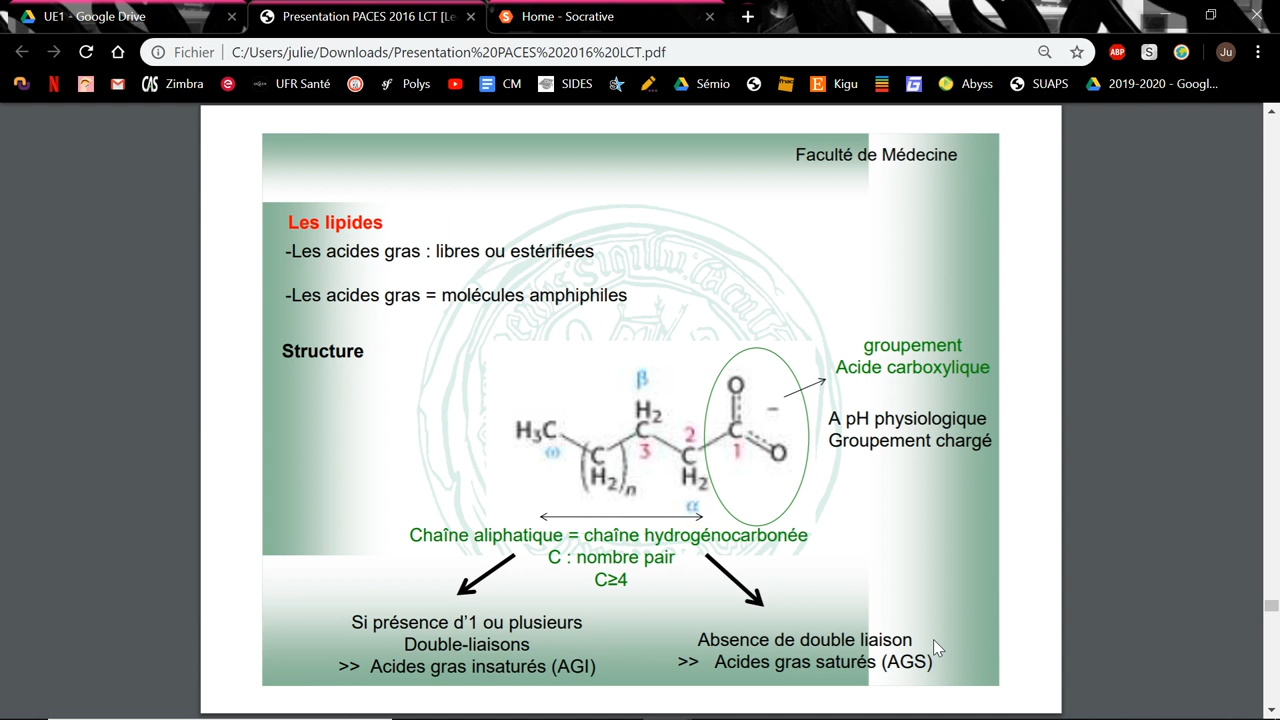 UE1 - Google Drive
Presentation PACES 2016 LCT [Le
Home - Socrative
Fichier
C:/Users/julie/Downloads/Presentation%20PACES%202016%20LCT.pdf
ABP
S
Ju
CAS Zimbra
UFR Santé
Polys
CM
SIDES
Sémio
Kigu
Abyss
SUAPS
2019-2020 - Googl...
Faculté de Médecine
Les lipides
-Les acides gras : libres ou estérifiées
-Les acides gras = molécules amphiphiles
Structure
groupement
Acide carboxylique
A pH physiologique
Groupement chargé
β
O
H₂
−
H₃C
C
2
C
ω
C
3
C
1
O
(H₂)n
H₂
α
Chaîne aliphatique = chaîne hydrogénocarbonée
C : nombre pair
C≥4
Si présence d'1 ou plusieurs
Double-liaisons
>> Acides gras insaturés (AGI)
Absence de double liaison
>> Acides gras saturés (AGS)